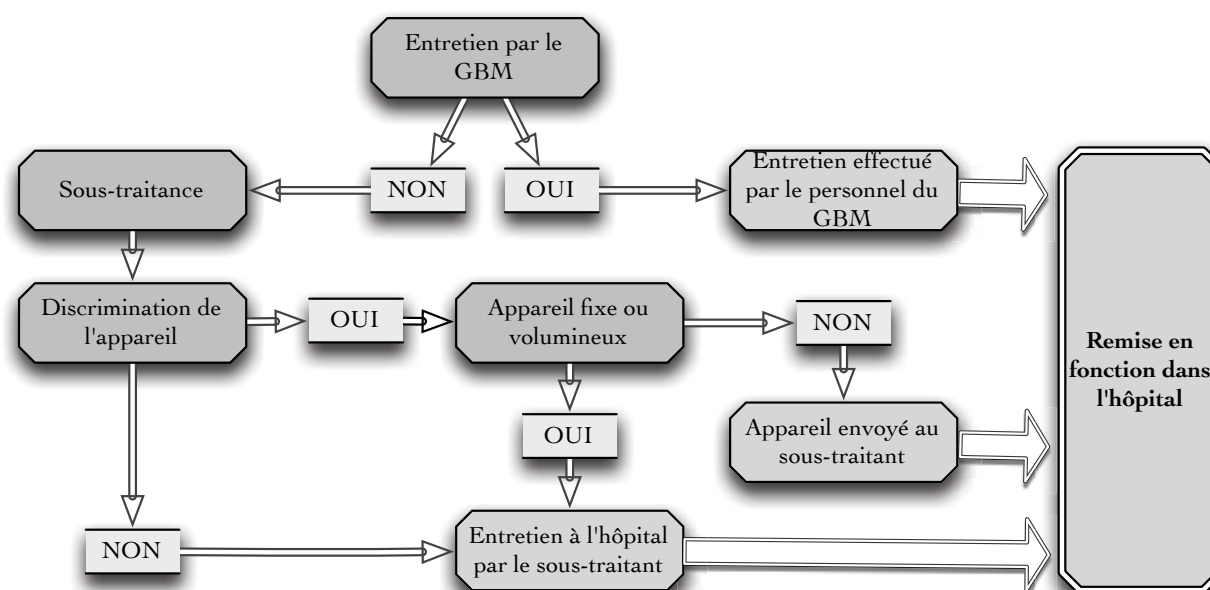 Entretien par le
GBM
Sous-traitance
NON
OUI
Entretien effectué
par le personnel du
GBM
Discrimination de
l'appareil
OUI
Appareil fixe ou
volumineux
NON
Remise en
fonction dans
l'hôpital
OUI
Appareil envoyé au
sous-traitant
NON
Entretien à l'hôpital
par le sous-traitant